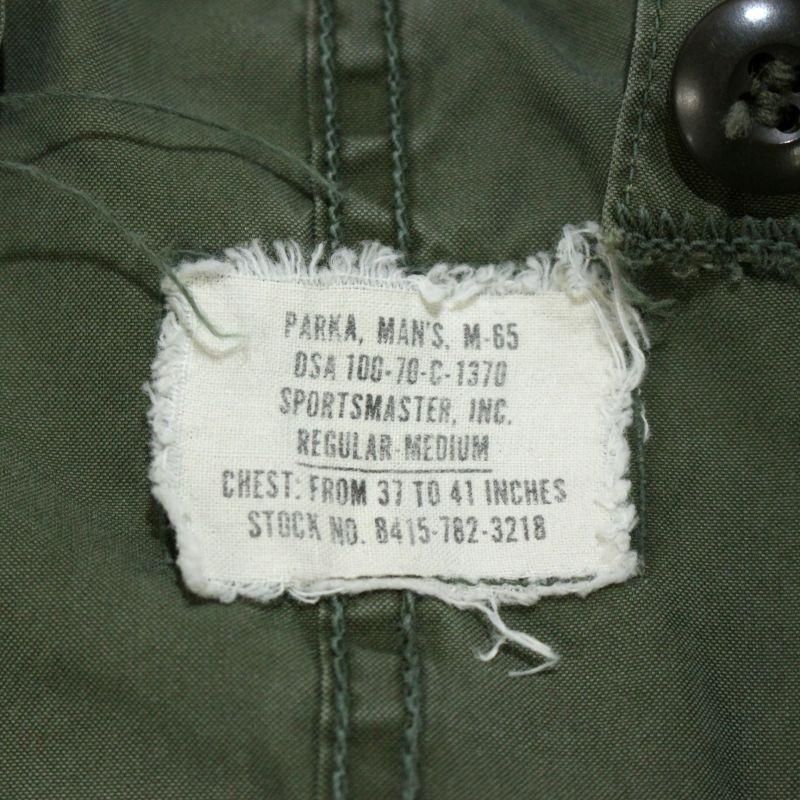 PARKA, MAN'S, M-65
DSA 100-70-C-1370
SPORTSMASTER, INC.
REGULAR-MEDIUM
CHEST: FROM 37 TO 41 INCHES
STOCK NO. 8415-782-3218